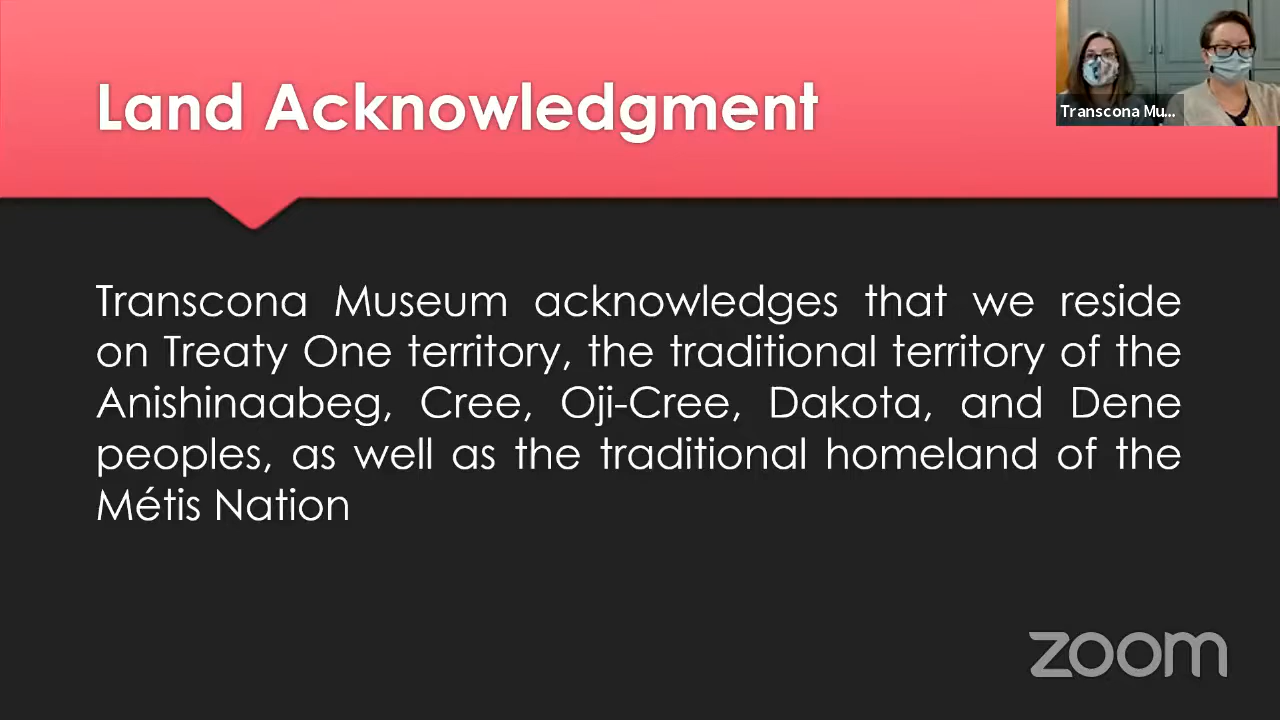 Land Acknowledgment
Transcona Mu...
Transcona Museum acknowledges that we reside
on Treaty One territory, the traditional territory of the
Anishinaabeg, Cree, Oji-Cree, Dakota, and Dene
peoples, as well as the traditional homeland of the
Métis Nation
zoom